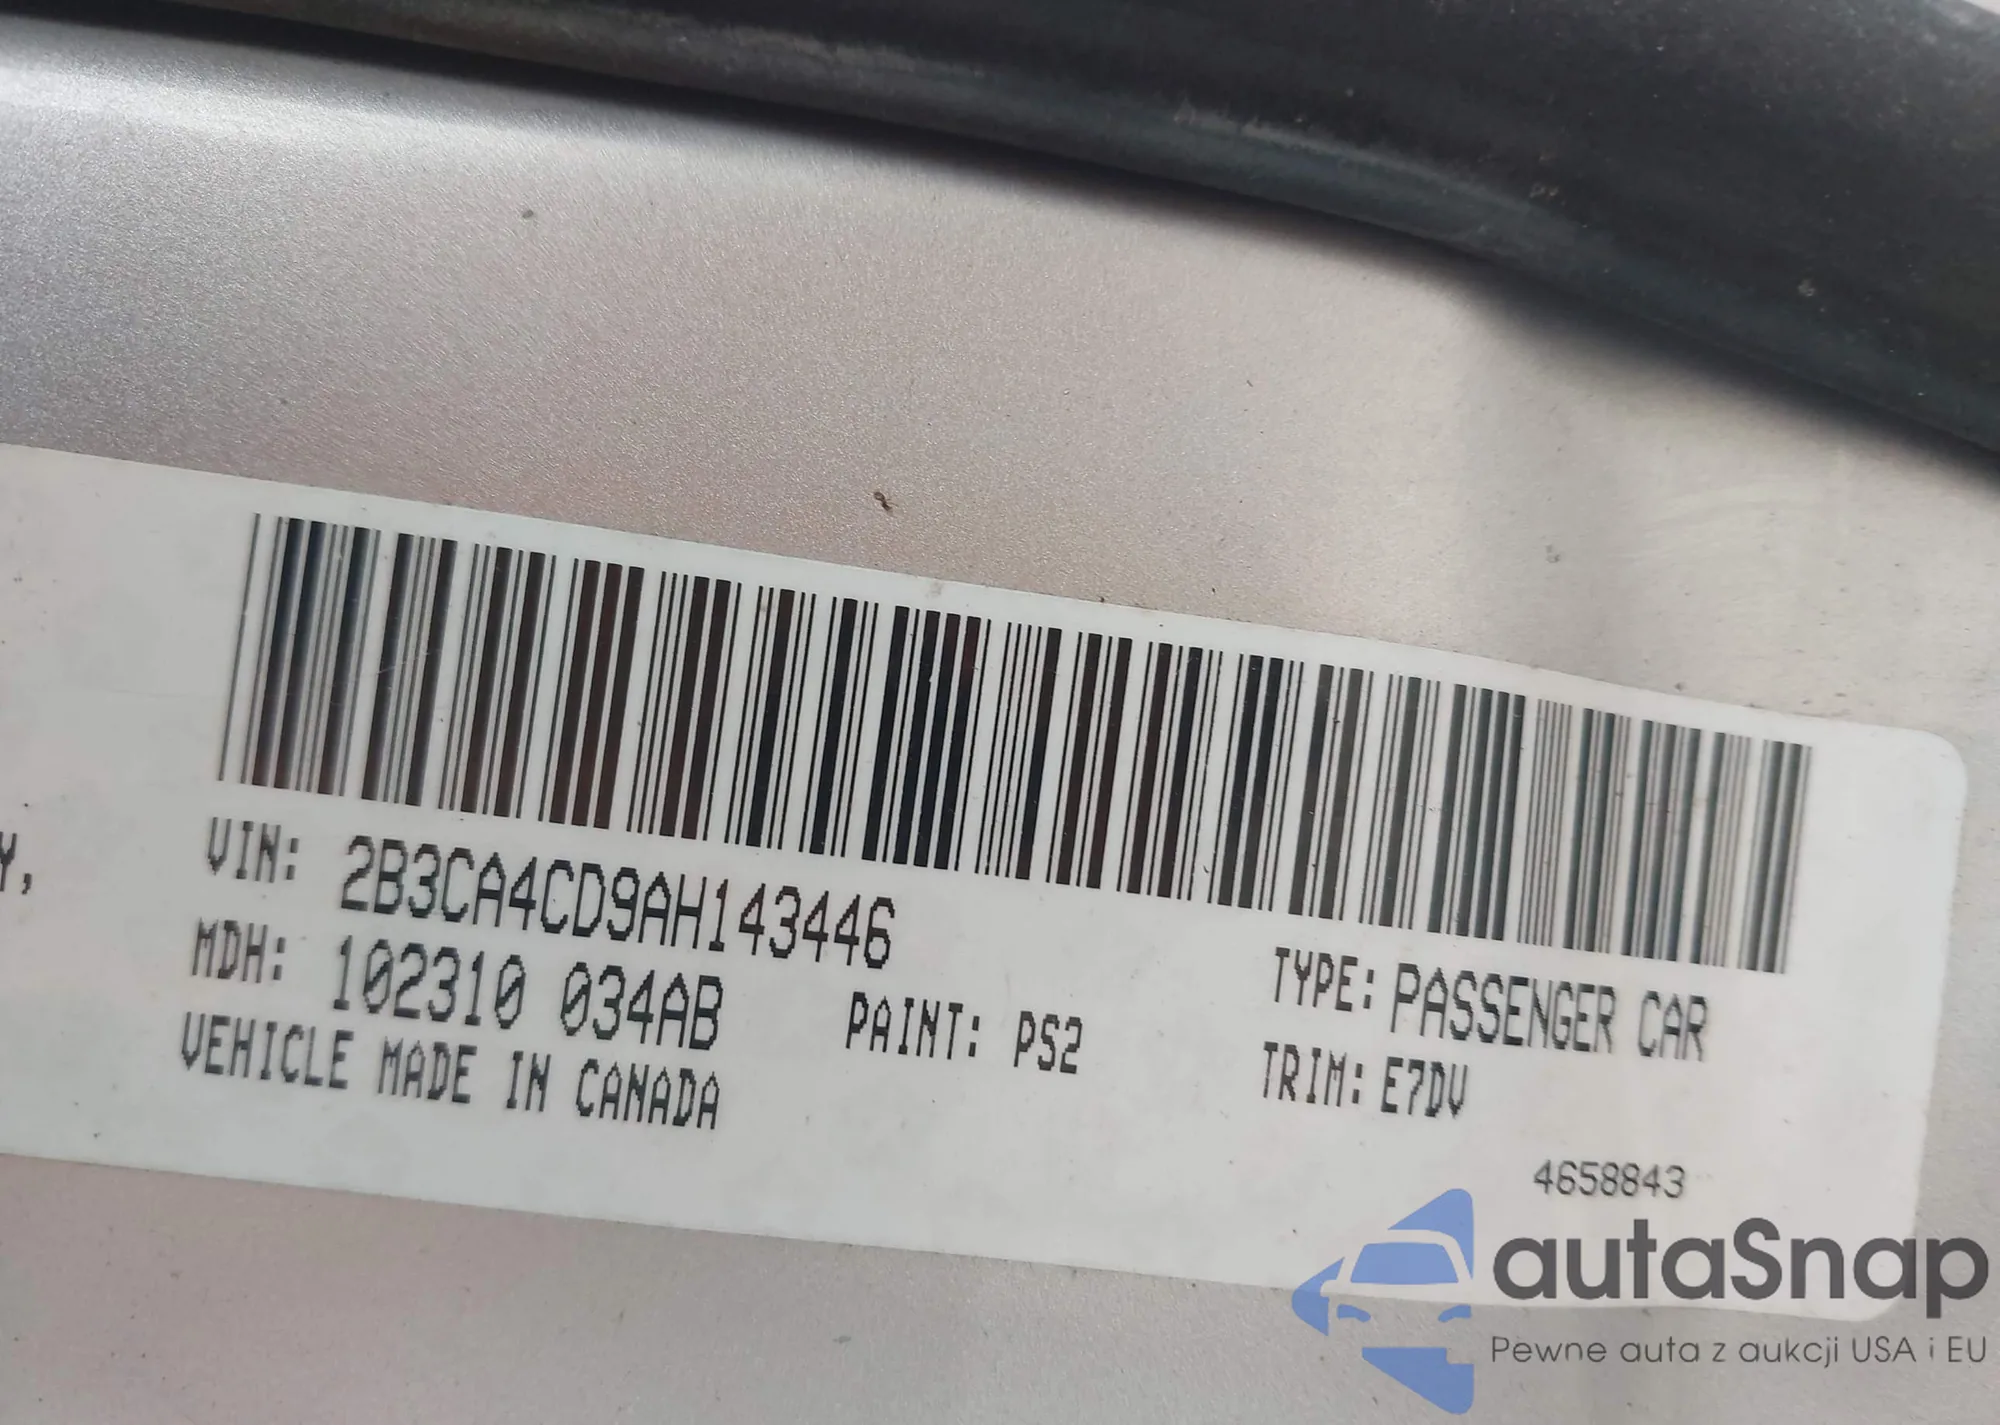 Y,
VIN: 2B3CA4CD9AH143446
MDH: 102310 034AB
PAINT: PS2
VEHICLE MADE IN CANADA
TYPE: PASSENGER CAR
TRIM: E7DV
4658843
autaSnap
Pewne auta z aukcji USA i EU